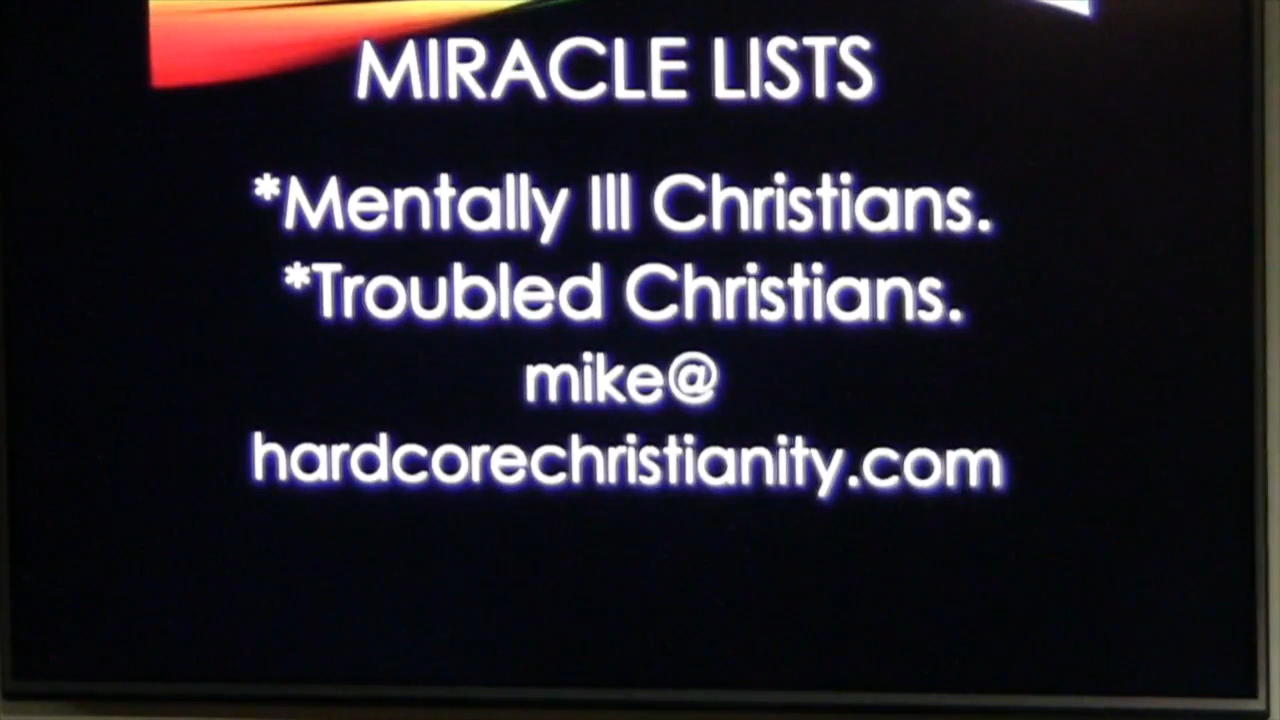 MIRACLE LISTS
*Mentally Ill Christians.
*Troubled Christians.
mike@
hardcorechristianity.com